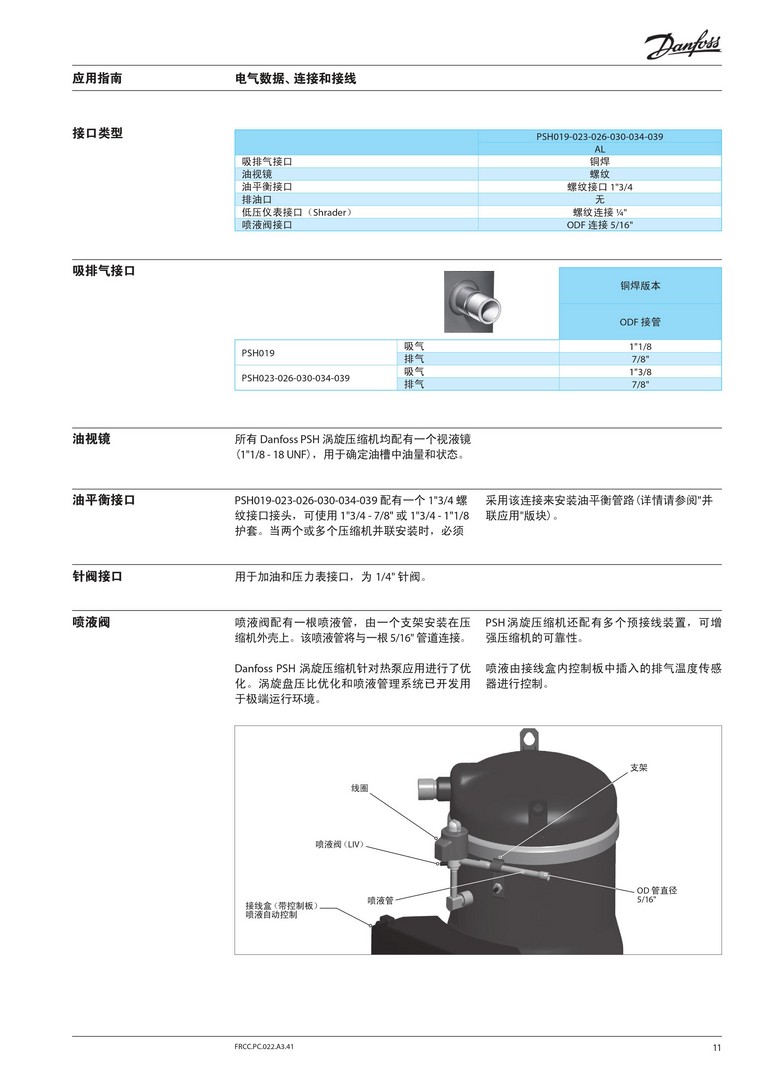 Danfoss
应用指南
电气数据、连接和接线
接口类型
PSH019-023-026-030-034-039
AL
吸排气接口 铜焊
油视镜 螺纹
油平衡接口 螺纹接口 1"3/4
排油口 无
低压仪表接口（Shrader） 螺纹连接 ¼"
喷液阀接口 ODF 连接 5/16"
吸排气接口
铜焊版本
ODF 接管
PSH019 吸气 1"1/8
排气 7/8"
PSH023-026-030-034-039 吸气 1"3/8
排气 7/8"
油视镜
所有 Danfoss PSH 涡旋压缩机均配有一个视液镜
（1"1/8 - 18 UNF），用于确定油槽中油量和状态。
油平衡接口
PSH019-023-026-030-034-039 配有一个 1"3/4 螺
纹接口接头，可使用 1"3/4 - 7/8" 或 1"3/4 - 1"1/8
护套。当两个或多个压缩机并联安装时，必须
采用该连接来安装油平衡管路（详情请参阅"并
联应用"版块）。
针阀接口
用于加油和压力表接口，为 1/4" 针阀。
喷液阀
喷液阀配有一根喷液管，由一个支架安装在压
缩机外壳上。该喷液管将与一根 5/16" 管道连接。
Danfoss PSH 涡旋压缩机针对热泵应用进行了优
化。涡旋盘压比优化和喷液管理系统已开发用
于极端运行环境。
PSH 涡旋压缩机还配有多个预接线装置，可增
强压缩机的可靠性。
喷液由接线盒内控制板中插入的排气温度传感
器进行控制。
支架
线圈
喷液阀（LIV）
喷液管
OD 管直径
5/16"
接线盒（带控制板）
喷液自动控制
FRCC.PC.022.A3.41
11